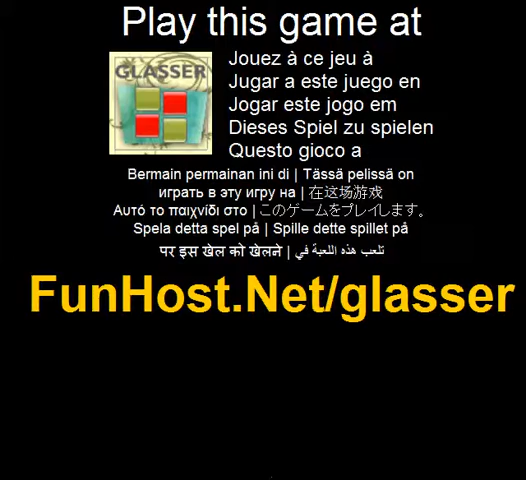 Play this game at
GLASSER
Jouez à ce jeu à
Jugar a este juego en
Jogar este jogo em
Dieses Spiel zu spielen
Questo gioco a
Bermain permainan ini di | Tässä pelissä on
играть в эту игру на | 在这场游戏
Αυτό το παιχνίδι στο | このゲームをプレイします。
Spela detta spel på | Spille dette spillet på
पर इस खेल को खेलने | تلعب هذه اللعبة في
FunHost.Net/glasser